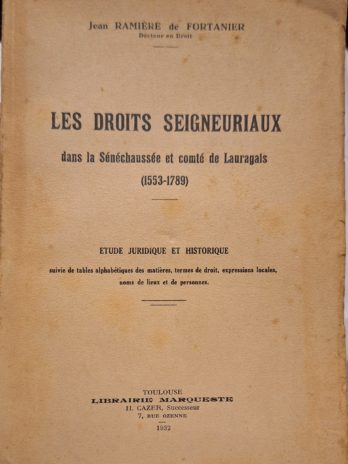 Jean RAMIÈRE de FORTANIER
Docteur en Droit
LES DROITS SEIGNEURIAUX
dans la Sénéchaussée et comté de Lauragais
(1553-1789)
ETUDE JURIDIQUE ET HISTORIQUE
suivie de tables alphabétiques des matières, termes de droit, expressions locales,
noms de lieux et de personnes.
TOULOUSE
LIBRAIRIE MARQUESTE
H. CAZER, Successeur
7, RUE OZENNE
1932